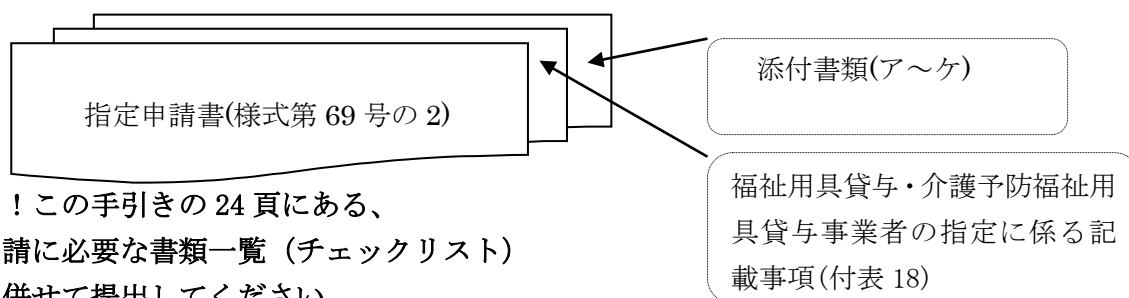 指定申請書(様式第 69 号の 2)
添付書類(ア～ケ)
福祉用具貸与・介護予防福祉用
具貸与事業者の指定に係る記
載事項(付表 18)
！この手引きの 24 頁にある、
請に必要な書類一覧（チェックリスト）
併せて提出してください